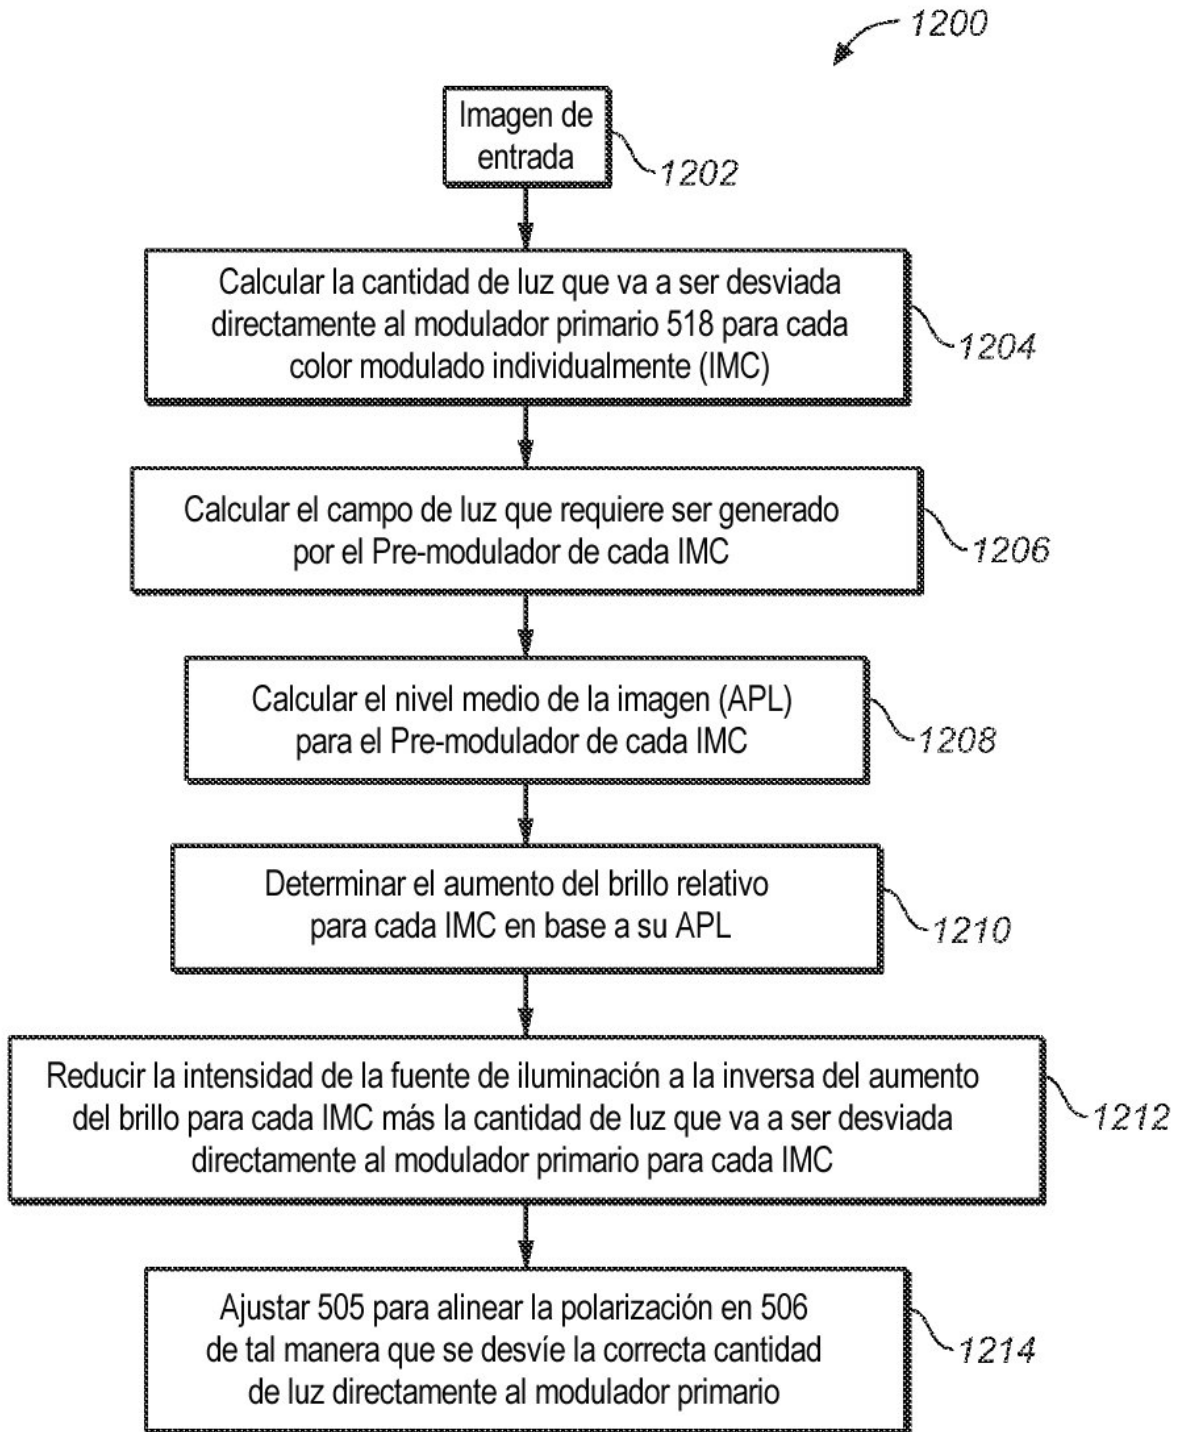 1200
Imagen de
entrada
1202
Calcular la cantidad de luz que va a ser desviada
directamente al modulador primario 518 para cada
color modulado individualmente (IMC)
1204
Calcular el campo de luz que requiere ser generado
por el Pre-modulador de cada IMC
1206
Calcular el nivel medio de la imagen (APL)
para el Pre-modulador de cada IMC
1208
Determinar el aumento del brillo relativo
para cada IMC en base a su APL
1210
Reducir la intensidad de la fuente de iluminación a la inversa del aumento
del brillo para cada IMC más la cantidad de luz que va a ser desviada
directamente al modulador primario para cada IMC
1212
Ajustar 505 para alinear la polarización en 506
de tal manera que se desvíe la correcta cantidad
de luz directamente al modulador primario
1214